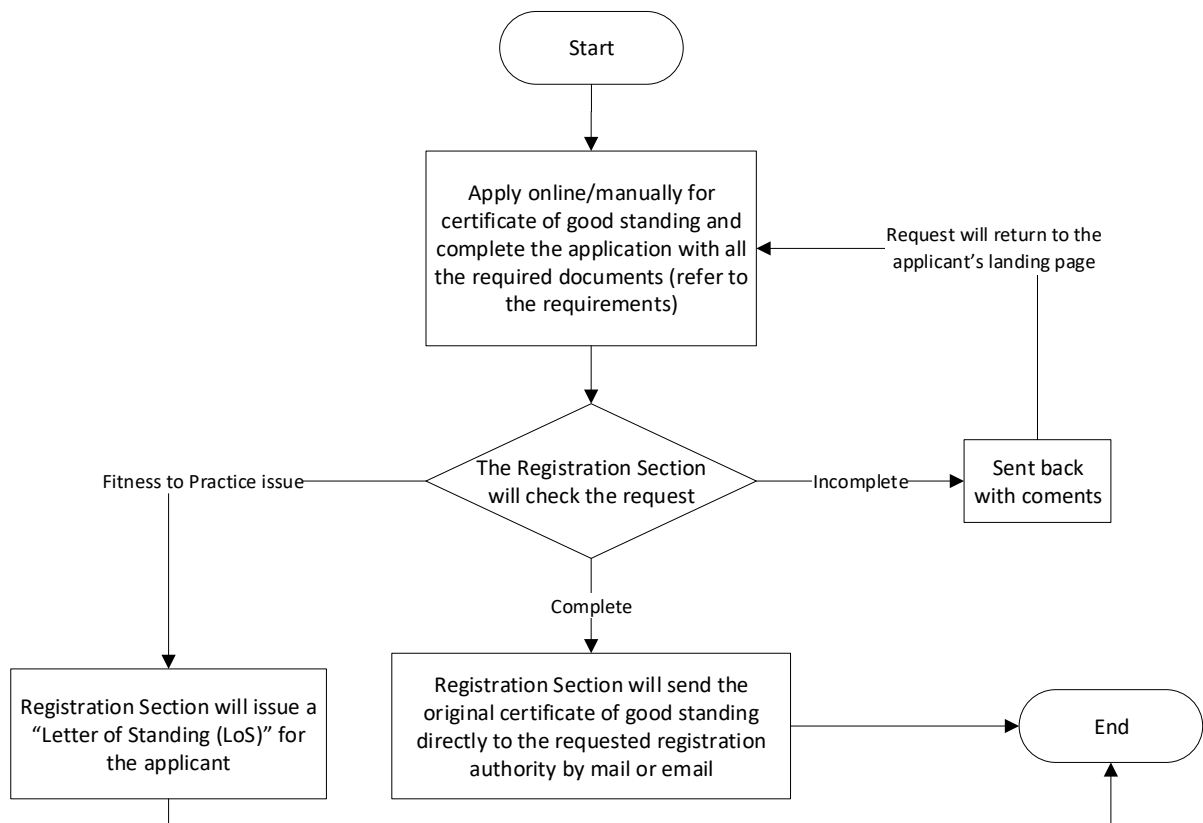 Start
Apply online/manually for
certificate of good standing and
complete the application with all
the required documents (refer to
the requirements)
Request will return to the
applicant’s landing page
Fitness to Practice issue
The Registration Section
will check the request
Incomplete
Sent back
with coments
Complete
Registration Section will issue a
“Letter of Standing (LoS)” for
the applicant
Registration Section will send the
original certificate of good standing
directly to the requested registration
authority by mail or email
End